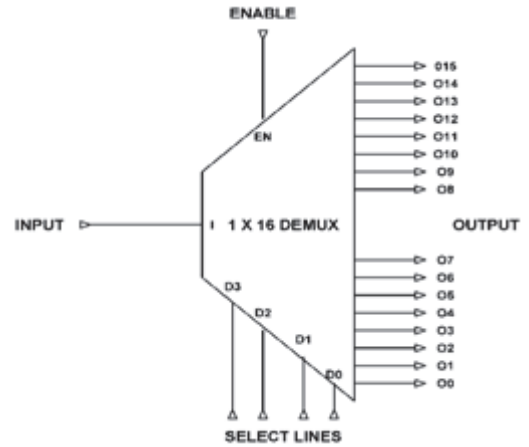 ENABLE
015
O14
O13
O12
O11
O10
O9
O8
EN
INPUT
I
1 X 16 DEMUX
OUTPUT
O7
O6
O5
O4
O3
O2
O1
O0
D3
D2
D1
D0
SELECT LINES